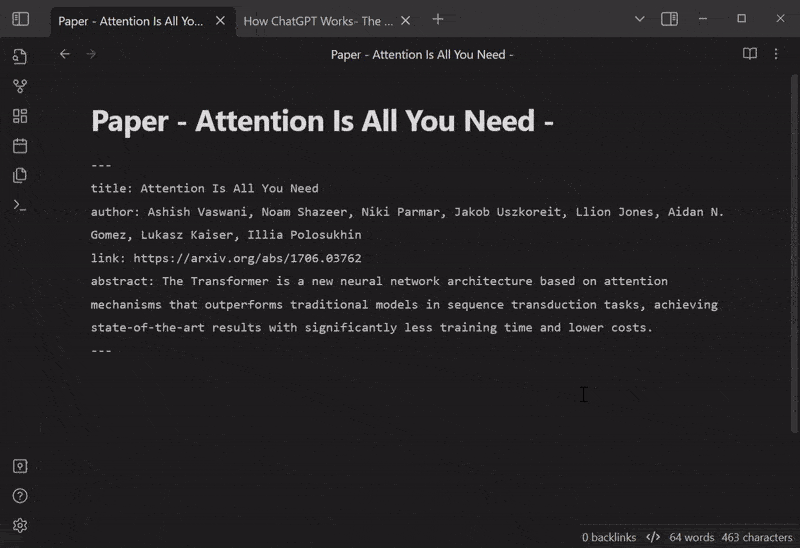 Paper - Attention Is All Yo...
How ChatGPT Works- The ...
Paper - Attention Is All You Need -
Paper - Attention Is All You Need -
---
title: Attention Is All You Need
author: Ashish Vaswani, Noam Shazeer, Niki Parmar, Jakob Uszkoreit, Llion Jones, Aidan N.
Gomez, Lukasz Kaiser, Illia Polosukhin
link: https://arxiv.org/abs/1706.03762
abstract: The Transformer is a new neural network architecture based on attention
mechanisms that outperforms traditional models in sequence transduction tasks, achieving
state-of-the-art results with significantly less training time and lower costs.
---
0 backlinks </> 64 words 463 characters